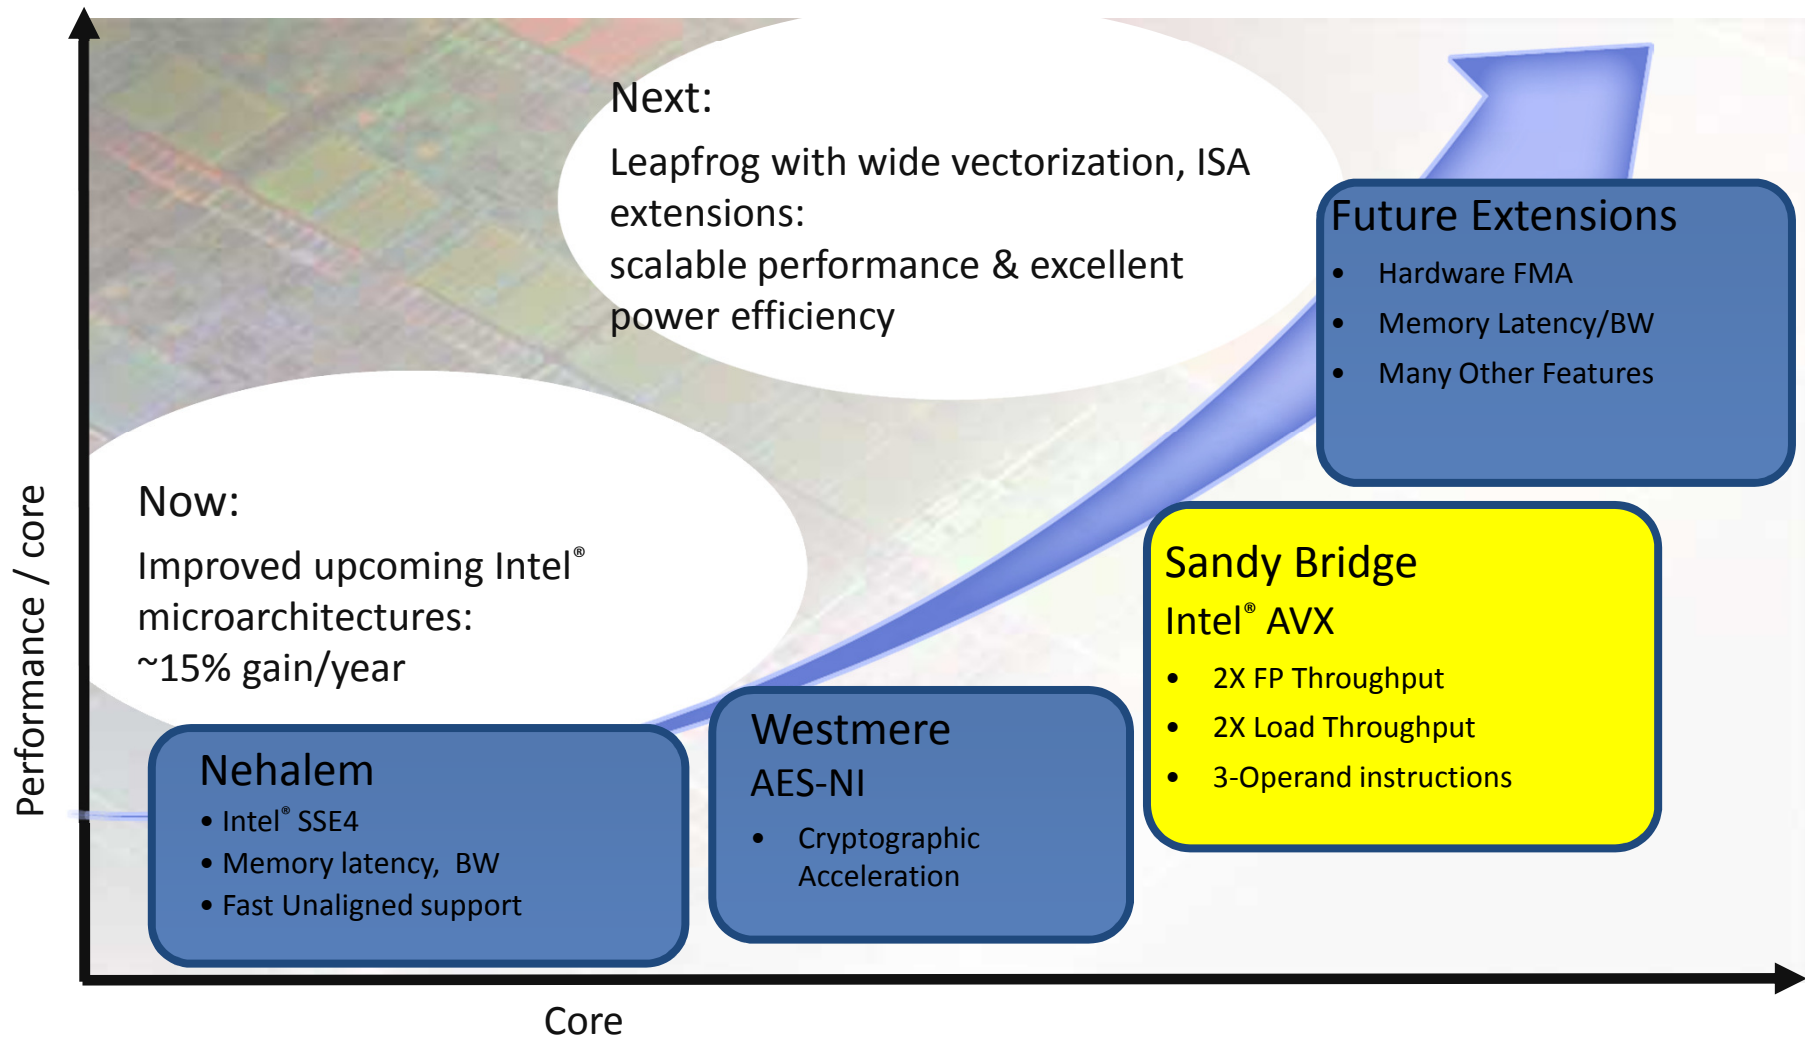 Next:
Leapfrog with wide vectorization, ISA
extensions:
scalable performance & excellent
power efficiency
Future Extensions
• Hardware FMA
• Memory Latency/BW
• Many Other Features
Now:
Improved upcoming Intel®
microarchitectures:
~15% gain/year
Sandy Bridge
Intel® AVX
• 2X FP Throughput
• 2X Load Throughput
• 3-Operand instructions
Westmere
AES-NI
• Cryptographic
Acceleration
Nehalem
• Intel® SSE4
• Memory latency,  BW
• Fast Unaligned support
Performance / core
Core